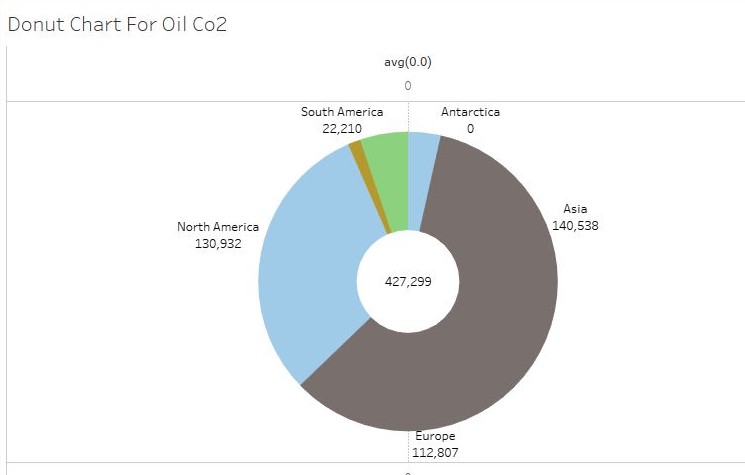 Donut Chart For Oil Co2
avg(0.0)
0
South America
22,210
Antarctica
0
Asia
140,538
North America
130,932
427,299
Europe
112,807